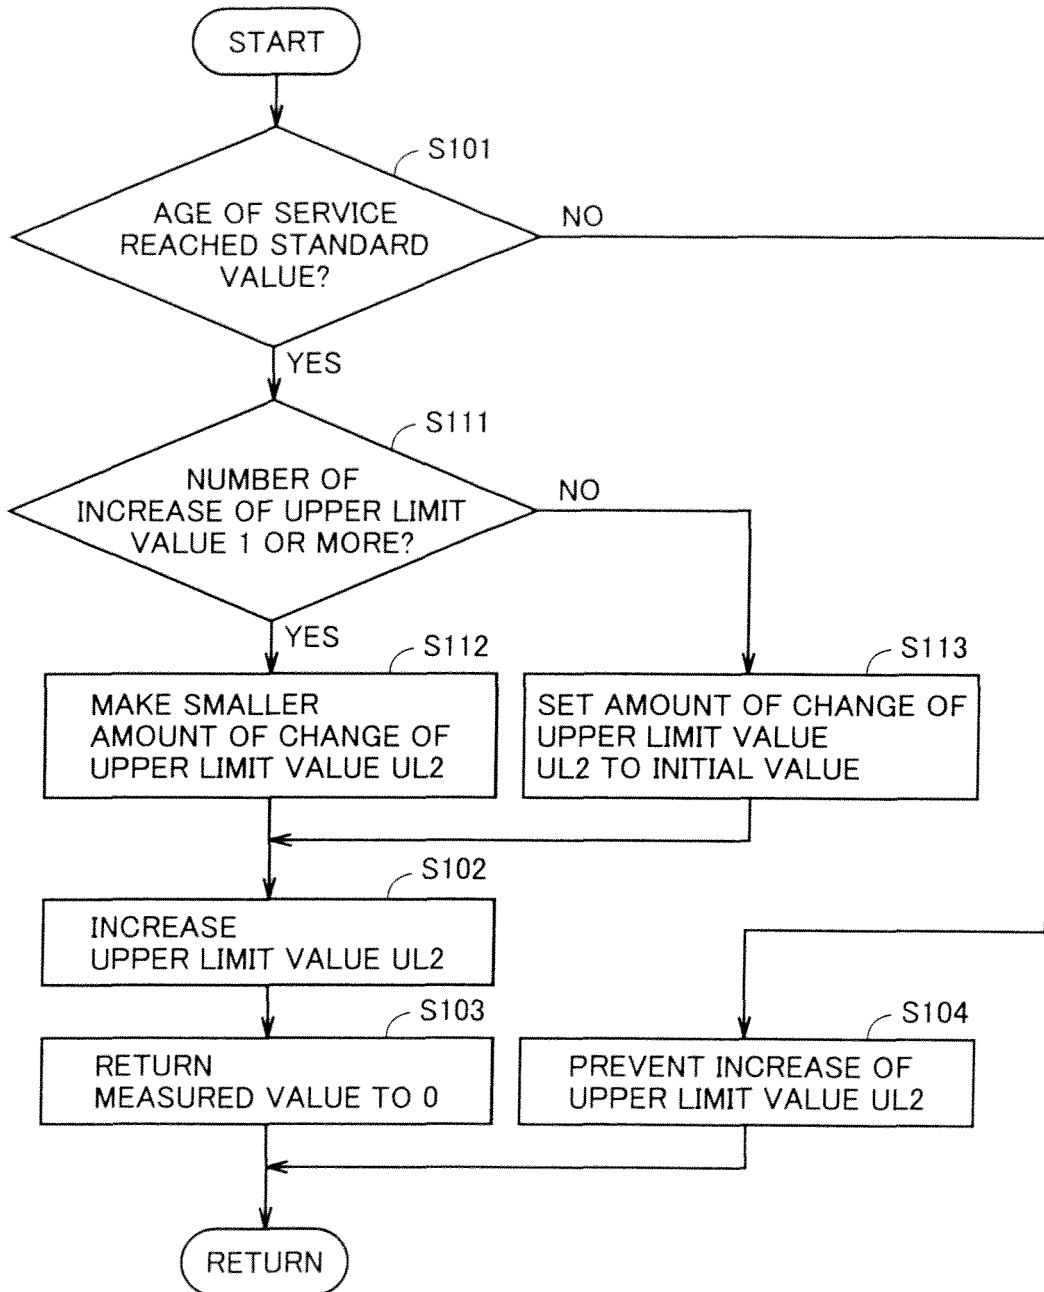 START
S101
AGE OF SERVICE
REACHED STANDARD
VALUE?
NO
YES
S111
NUMBER OF
INCREASE OF UPPER LIMIT
VALUE 1 OR MORE?
NO
YES
S112
MAKE SMALLER
AMOUNT OF CHANGE OF
UPPER LIMIT VALUE UL2
S113
SET AMOUNT OF CHANGE OF
UPPER LIMIT VALUE
UL2 TO INITIAL VALUE
S102
INCREASE
UPPER LIMIT VALUE UL2
S103
RETURN
MEASURED VALUE TO 0
S104
PREVENT INCREASE OF
UPPER LIMIT VALUE UL2
RETURN